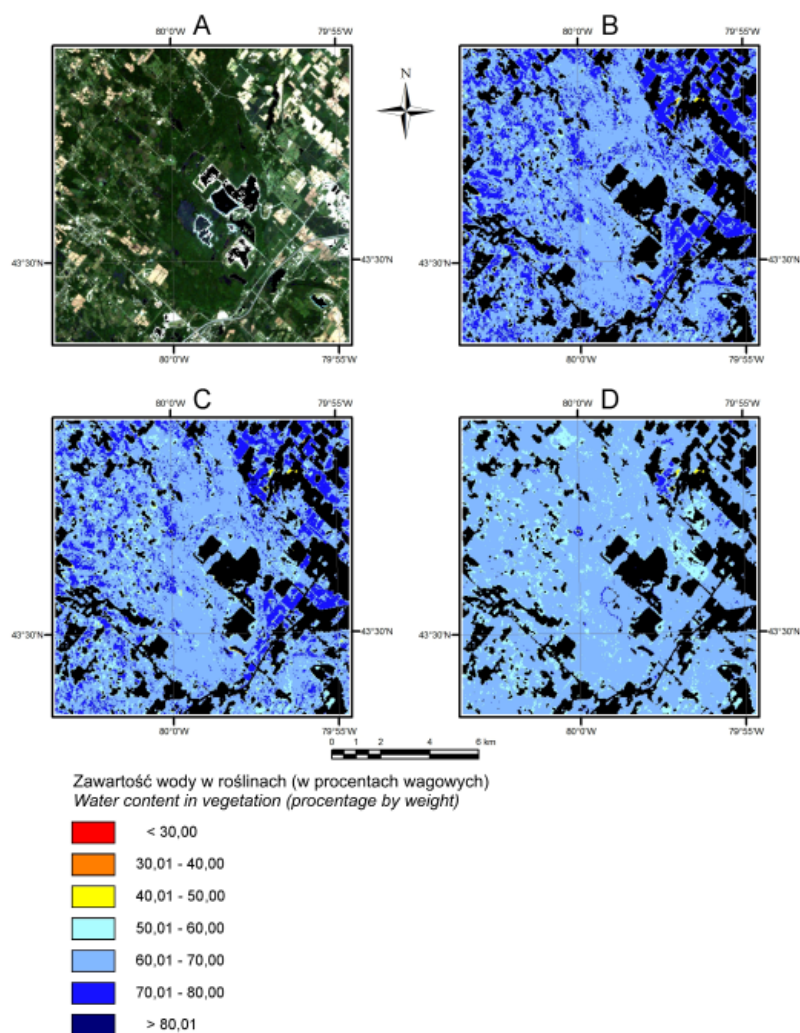 A
B
80°0'W
79°55'W
80°0'W
79°55'W
N
43°30'N
43°30'N
43°30'N
80°0'W
79°55'W
80°0'W
79°55'W
C
D
80°0'W
79°55'W
80°0'W
79°55'W
43°30'N
43°30'N
43°30'N
43°30'N
80°0'W
79°55'W
80°0'W
79°55'W
0 1 2 4 6 km
Zawartość wody w roślinach (w procentach wagowych)
Water content in vegetation (procentage by weight)
< 30,00
30,01 - 40,00
40,01 - 50,00
50,01 - 60,00
60,01 - 70,00
70,01 - 80,00
> 80,01